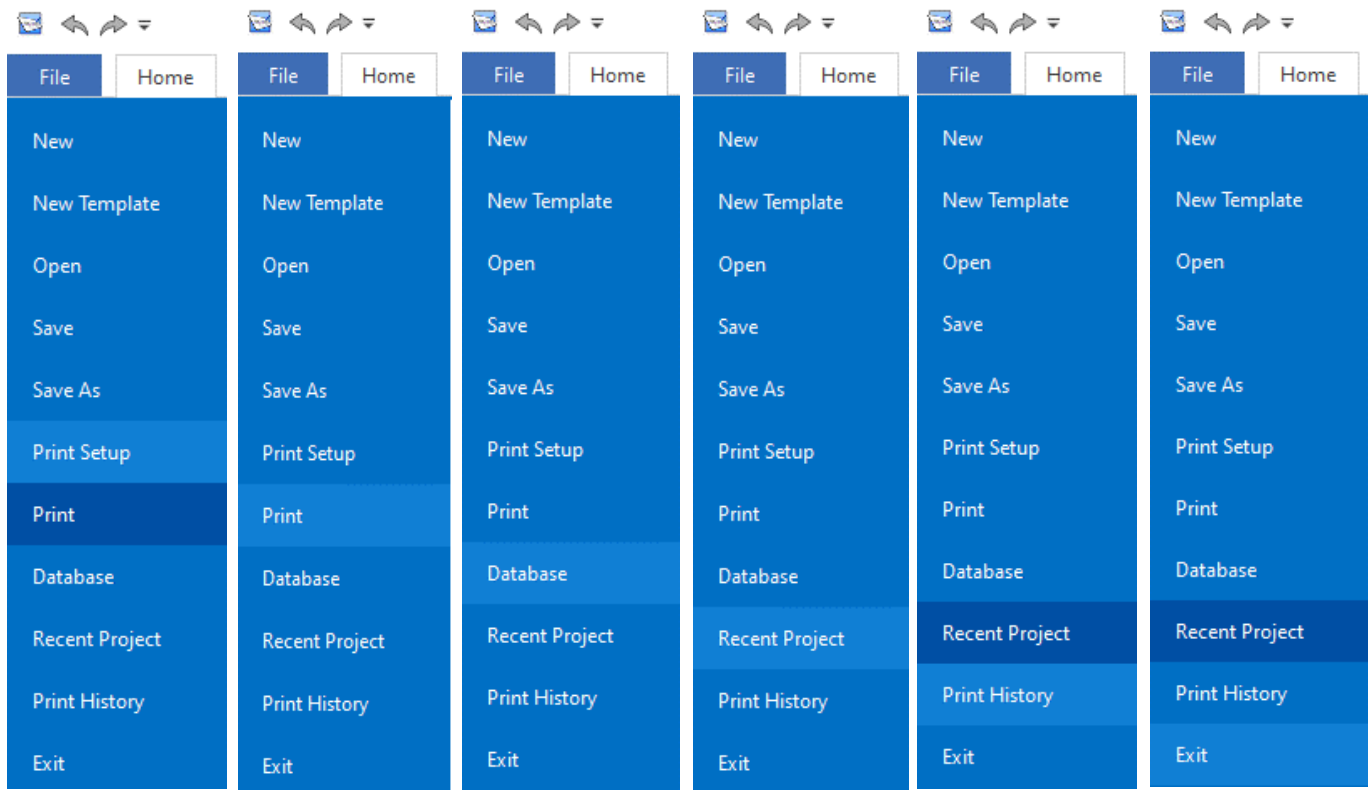 File Home
New
New Template
Open
Save
Save As
Print Setup
Print
Database
Recent Project
Print History
Exit
File Home
New
New Template
Open
Save
Save As
Print Setup
Print
Database
Recent Project
Print History
Exit
File Home
New
New Template
Open
Save
Save As
Print Setup
Print
Database
Recent Project
Print History
Exit
File Home
New
New Template
Open
Save
Save As
Print Setup
Print
Database
Recent Project
Print History
Exit
File Home
New
New Template
Open
Save
Save As
Print Setup
Print
Database
Recent Project
Print History
Exit
File Home
New
New Template
Open
Save
Save As
Print Setup
Print
Database
Recent Project
Print History
Exit